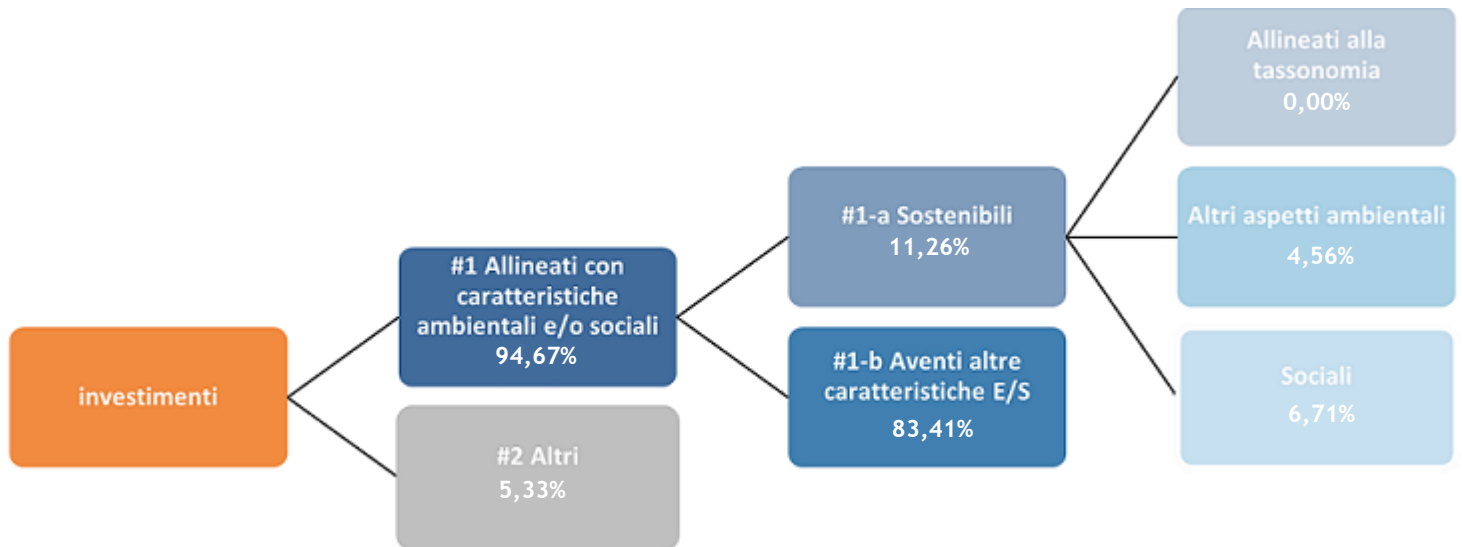 investimenti
#1 Allineati con
caratteristiche
ambientali e/o sociali
94,67%
#2 Altri
5,33%
#1-a Sostenibili
11,26%
#1-b Aventi altre
caratteristiche E/S
83,41%
Allineati alla
tassonomia
0,00%
Altri aspetti ambientali
4,56%
Sociali
6,71%